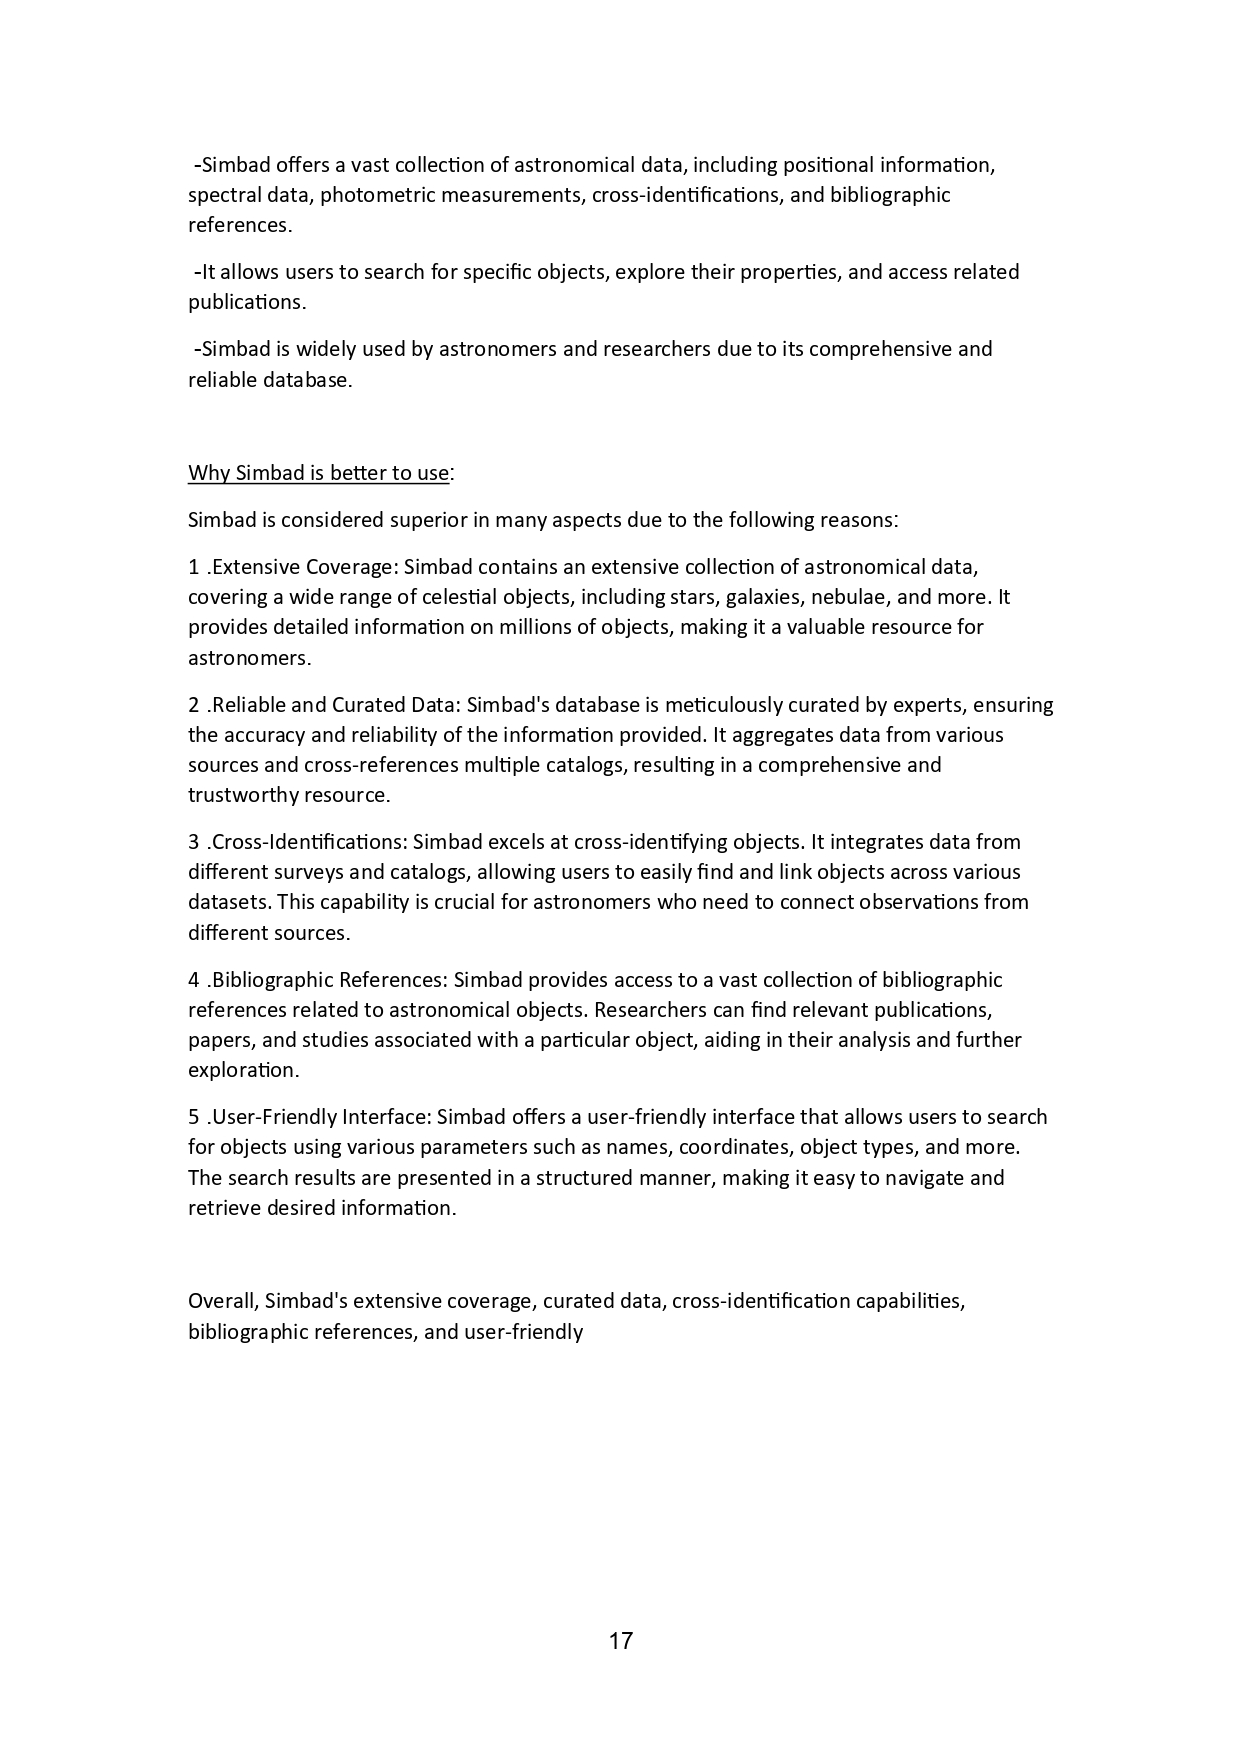 -Simbad offers a vast collection of astronomical data, including positional information,
spectral data, photometric measurements, cross-identifications, and bibliographic
references.
-It allows users to search for specific objects, explore their properties, and access related
publications.
-Simbad is widely used by astronomers and researchers due to its comprehensive and
reliable database.
Why Simbad is better to use:
Simbad is considered superior in many aspects due to the following reasons:
1 .Extensive Coverage: Simbad contains an extensive collection of astronomical data,
covering a wide range of celestial objects, including stars, galaxies, nebulae, and more. It
provides detailed information on millions of objects, making it a valuable resource for
astronomers.
2 .Reliable and Curated Data: Simbad's database is meticulously curated by experts, ensuring
the accuracy and reliability of the information provided. It aggregates data from various
sources and cross-references multiple catalogs, resulting in a comprehensive and
trustworthy resource.
3 .Cross-Identifications: Simbad excels at cross-identifying objects. It integrates data from
different surveys and catalogs, allowing users to easily find and link objects across various
datasets. This capability is crucial for astronomers who need to connect observations from
different sources.
4 .Bibliographic References: Simbad provides access to a vast collection of bibliographic
references related to astronomical objects. Researchers can find relevant publications,
papers, and studies associated with a particular object, aiding in their analysis and further
exploration.
5 .User-Friendly Interface: Simbad offers a user-friendly interface that allows users to search
for objects using various parameters such as names, coordinates, object types, and more.
The search results are presented in a structured manner, making it easy to navigate and
retrieve desired information.
Overall, Simbad's extensive coverage, curated data, cross-identification capabilities,
bibliographic references, and user-friendly
17